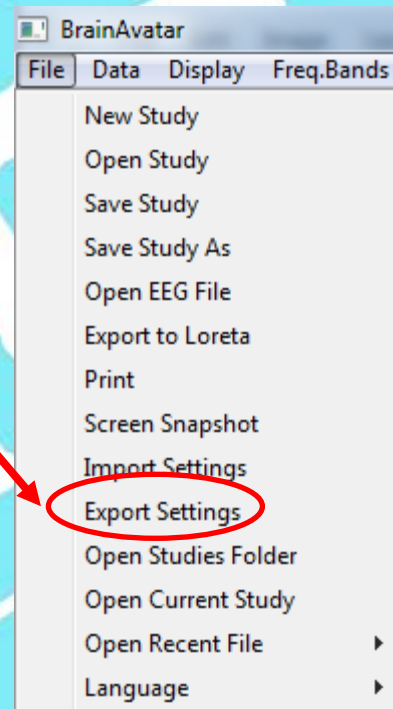 BrainAvatar
File Data Display Freq.Bands
New Study
Open Study
Save Study
Save Study As
Open EEG File
Export to Loreta
Print
Screen Snapshot
Import Settings
Export Settings
Open Studies Folder
Open Current Study
Open Recent File
Language